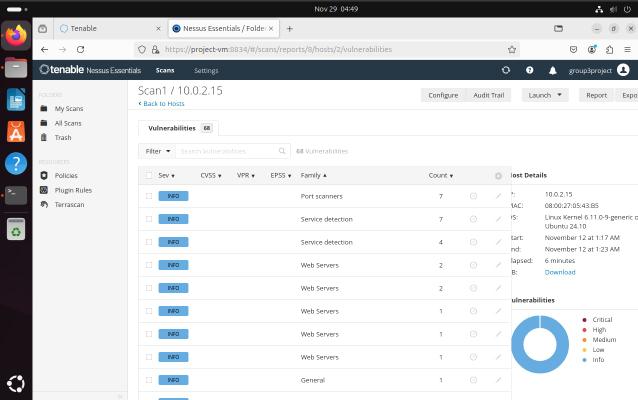 Nov 29 04:49
Tenable
Nessus Essentials / Folder
https://project-vm:8834/#/scans/reports/8/hosts/2/vulnerabilities
tenable Nessus Essentials
Scans
Settings
group3project
FOLDERS
My Scans
All Scans
Trash
RESOURCES
Policies
Plugin Rules
Terrascan
Scan1 / 10.0.2.15
Back to Hosts
Configure
Audit Trail
Launch
Report
Expo
Vulnerabilities 68
Filter
Search Vulnerabilities
68 Vulnerabilities
Sev CVSS VPR EPSS Family Count
INFO Port scanners 7
INFO Service detection 7
INFO Service detection 4
INFO Web Servers 2
INFO Web Servers 2
INFO Web Servers 1
INFO Web Servers 1
INFO Web Servers 1
INFO General 1
Host Details
IP: 10.0.2.15
MAC: 08:00:27:05:43:B5
OS: Linux Kernel 6.11.0-9-generic o
Ubuntu 24.10
Start: November 12 at 1:17 AM
End: November 12 at 1:23 AM
Elapsed: 6 minutes
KB: Download
Vulnerabilities
Critical
High
Medium
Low
Info